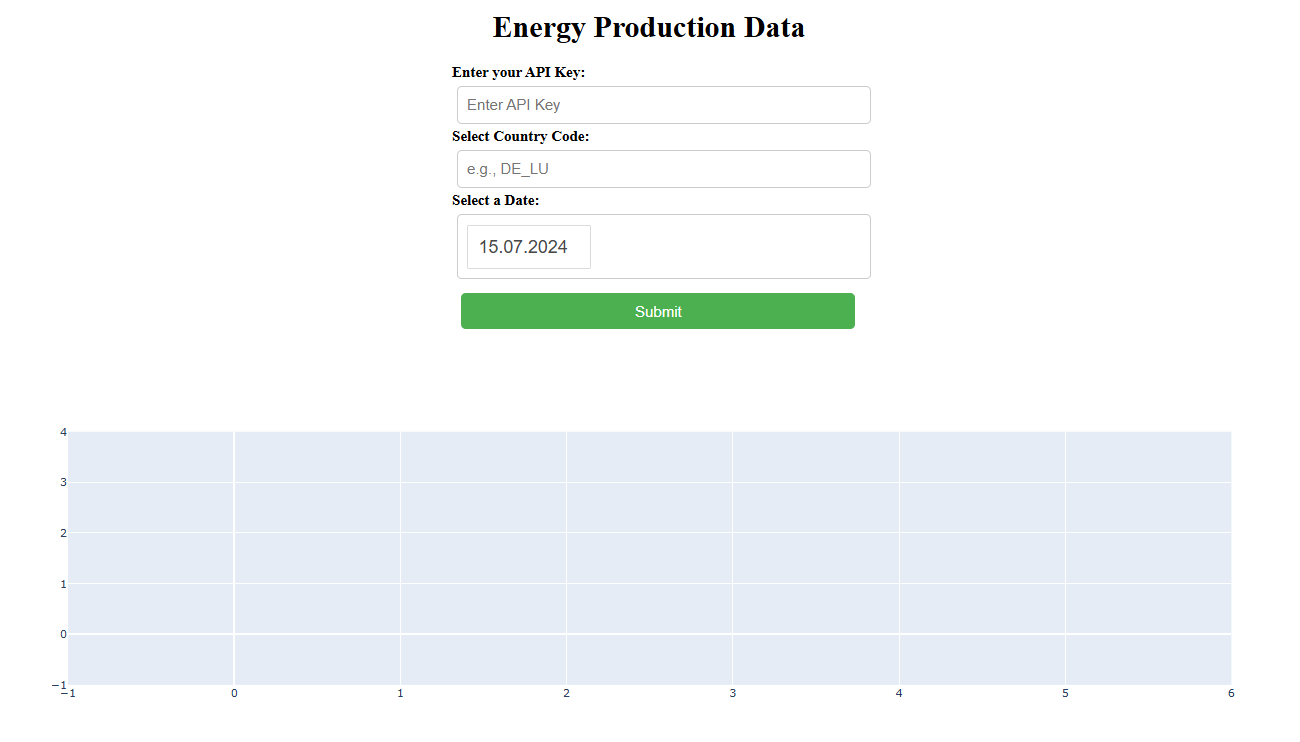 Energy Production Data
Enter your API Key:
Enter API Key
Select Country Code:
e.g., DE_LU
Select a Date:
15.07.2024
Submit
4
3
2
1
0
−1
−1 0 1 2 3 4 5 6